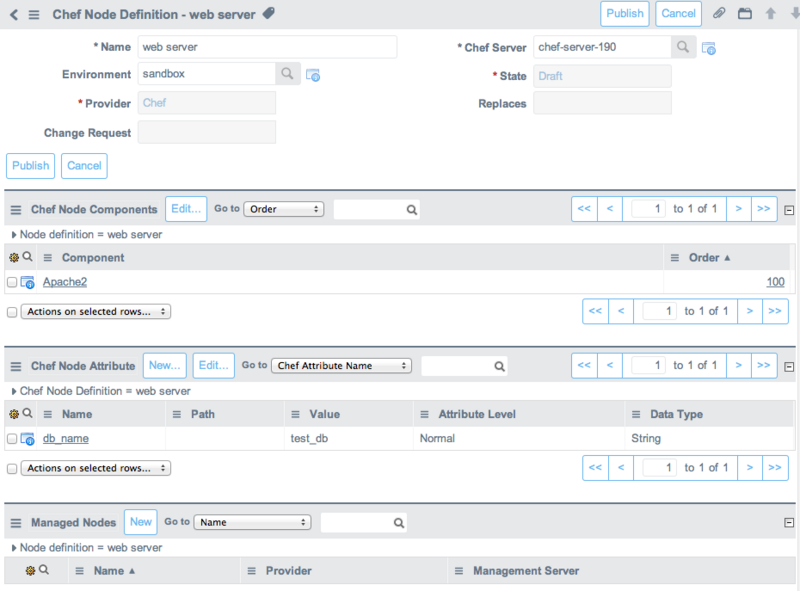 Chef Node Definition - web server Publish Cancel
* Name web server * Chef Server chef-server-190
Environment sandbox * State Draft
* Provider Chef Replaces
Change Request
Publish Cancel
Chef Node Components Edit... Go to Order << < 1 to 1 of 1 > >>
Node definition = web server
Component Order
Apache2 100
Actions on selected rows... << < 1 to 1 of 1 > >>
Chef Node Attribute New... Edit... Go to Chef Attribute Name << < 1 to 1 of 1 > >>
Chef Node Definition = web server
Name Path Value Attribute Level Data Type
db_name test_db Normal String
Actions on selected rows... << < 1 to 1 of 1 > >>
Managed Nodes New Go to Name
Node definition = web server
Name Provider Management Server